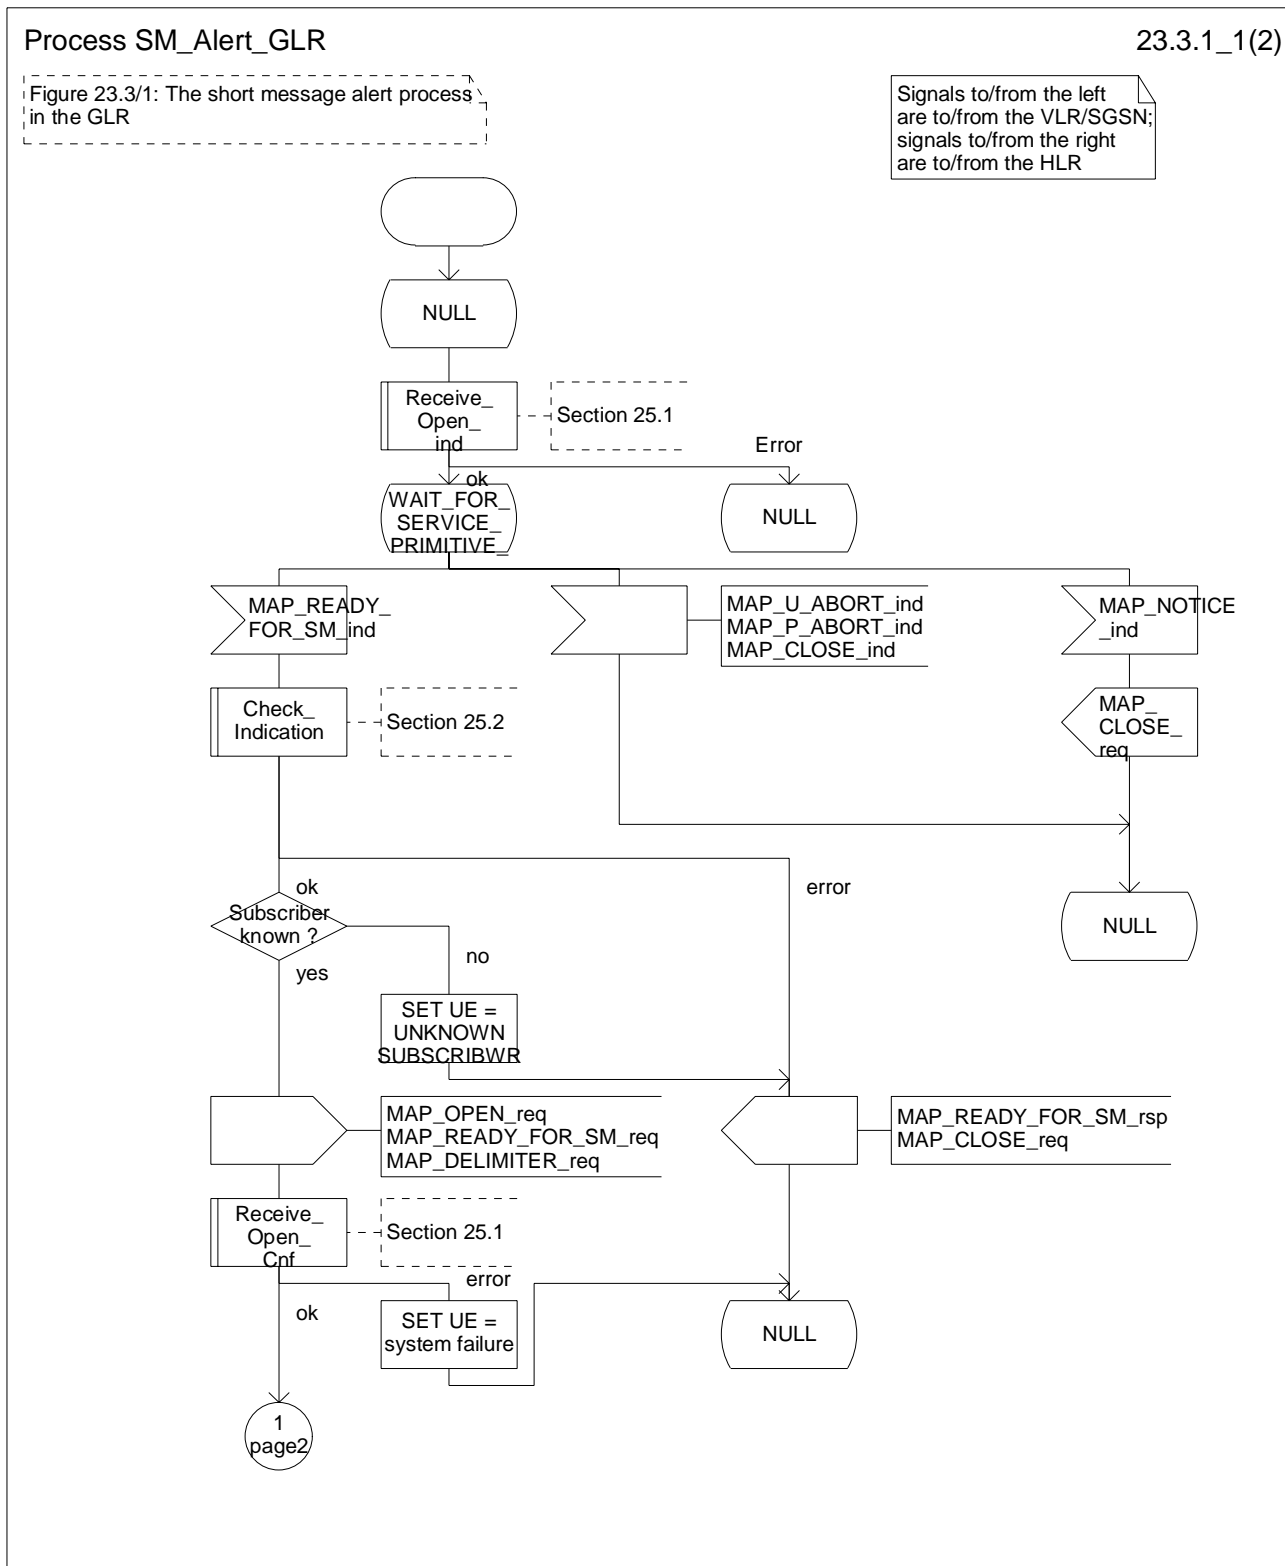 Process SM_Alert_GLR
23.3.1_1(2)
Figure 23.3/1: The short message alert process
in the GLR
Signals to/from the left
are to/from the VLR/SGSN;
signals to/from the right
are to/from the HLR
NULL
Receive_
Open_
ind
Section 25.1
Error
ok
WAIT_FOR_
SERVICE_
PRIMITIVE_
NULL
MAP_READY_
FOR_SM_ind
MAP_U_ABORT_ind
MAP_P_ABORT_ind
MAP_CLOSE_ind
MAP_NOTICE
_ind
Check_
Indication
Section 25.2
MAP_
CLOSE_
req
ok
error
Subscriber
known ?
NULL
no
yes
SET UE =
UNKNOWN
SUBSCRIBWR
MAP_OPEN_req
MAP_READY_FOR_SM_req
MAP_DELIMITER_req
MAP_READY_FOR_SM_rsp
MAP_CLOSE_req
Receive_
Open_
Cnf
Section 25.1
error
ok
SET UE =
system failure
NULL
1
page2